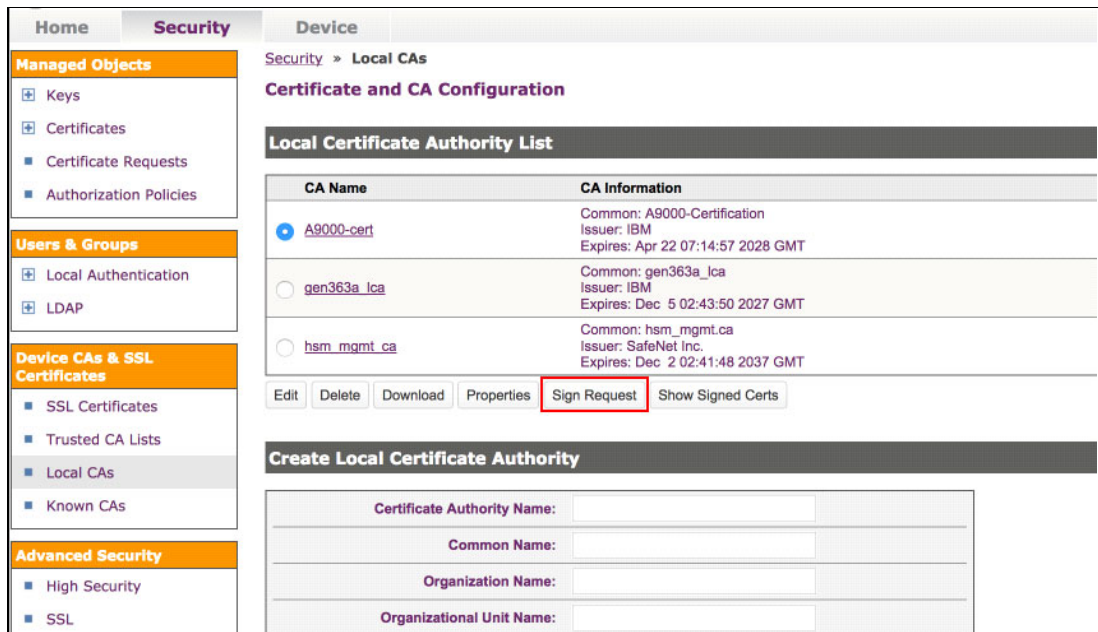 Home Security Device
Managed Objects
Keys
Certificates
Certificate Requests
Authorization Policies
Users & Groups
Local Authentication
LDAP
Device CAs & SSL
Certificates
SSL Certificates
Trusted CA Lists
Local CAs
Known CAs
Advanced Security
High Security
SSL
Security » Local CAs
Certificate and CA Configuration
Local Certificate Authority List
CA Name CA Information
A9000-cert
Common: A9000-Certification
Issuer: IBM
Expires: Apr 22 07:14:57 2028 GMT
gen363a_lca
Common: gen363a_lca
Issuer: IBM
Expires: Dec 5 02:43:50 2027 GMT
hsm_mgmt_ca
Common: hsm_mgmt.ca
Issuer: SafeNet Inc.
Expires: Dec 2 02:41:48 2037 GMT
Edit Delete Download Properties Sign Request Show Signed Certs
Create Local Certificate Authority
Certificate Authority Name:
Common Name:
Organization Name:
Organizational Unit Name: